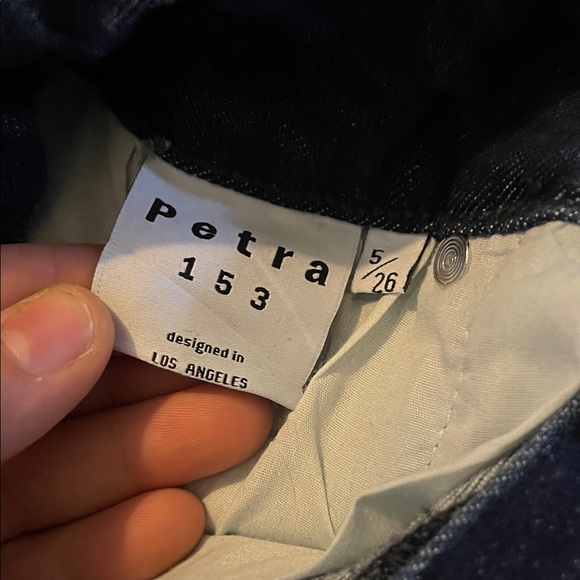 Petra
153
designed in
LOS ANGELES
5/26